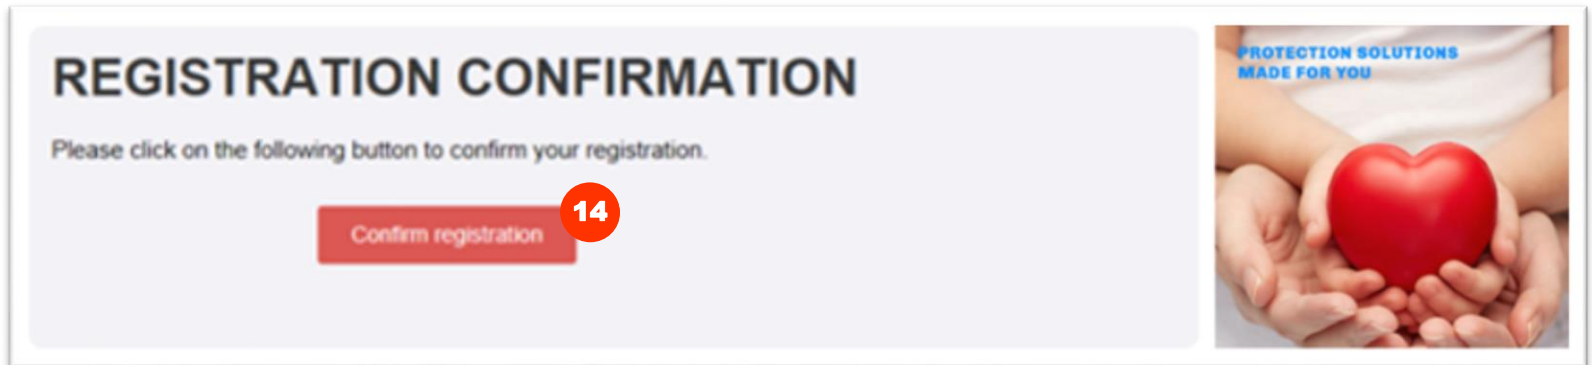 REGISTRATION CONFIRMATION
Please click on the following button to confirm your registration.
Confirm registration
14
PROTECTION SOLUTIONS
MADE FOR YOU